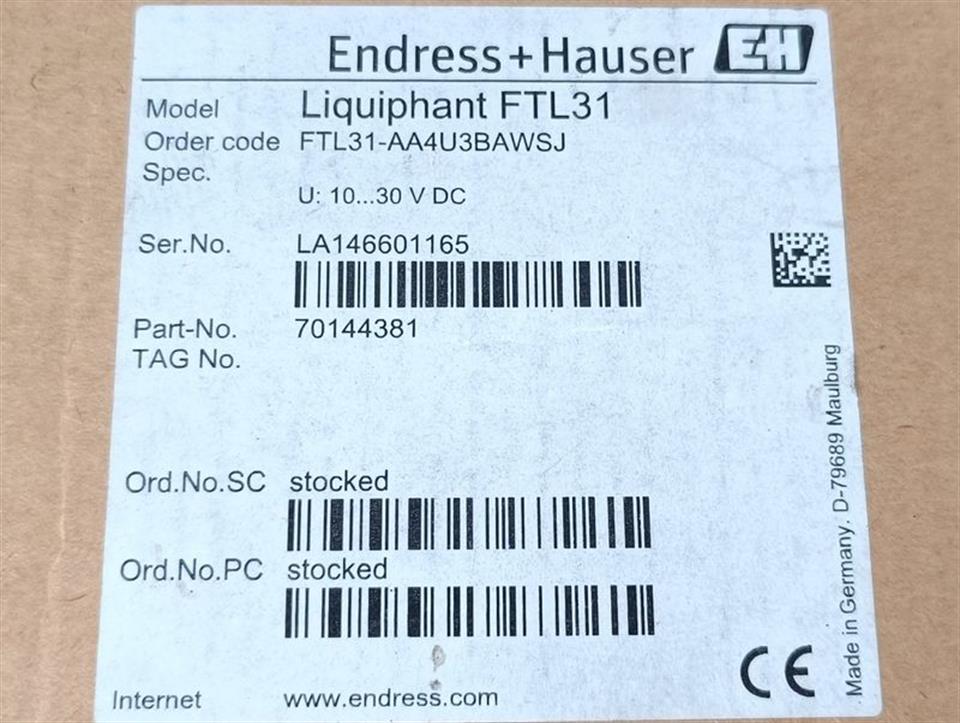 Endress+Hauser EH
Model Liquiphant FTL31
Order code FTL31-AA4U3BAWSJ
Spec.
U: 10...30 V DC
Ser.No. LA146601165
Part-No. 70144381
TAG No.
Ord.No.SC stocked
Ord.No.PC stocked
Internet www.endress.com
CE
Made in Germany. D-79689 Maulburg